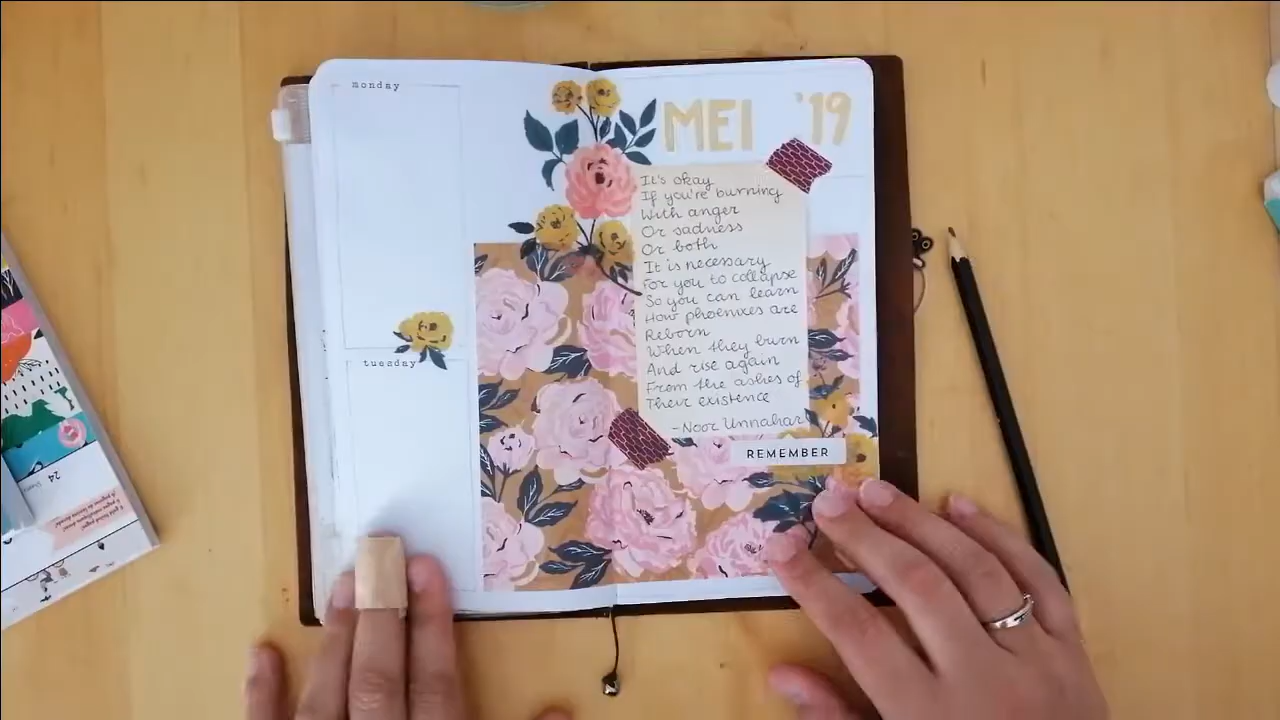 monday
tuesday
MEI '19
It's okay
If you're burning
With anger
Or sadness
Or both
It is necessary
For you to collapse
So you can learn
How phoenixes are
Reborn
When they burn
And rise again
From the ashes of
Their existence
-Noor Unnahar
REMEMBER
24